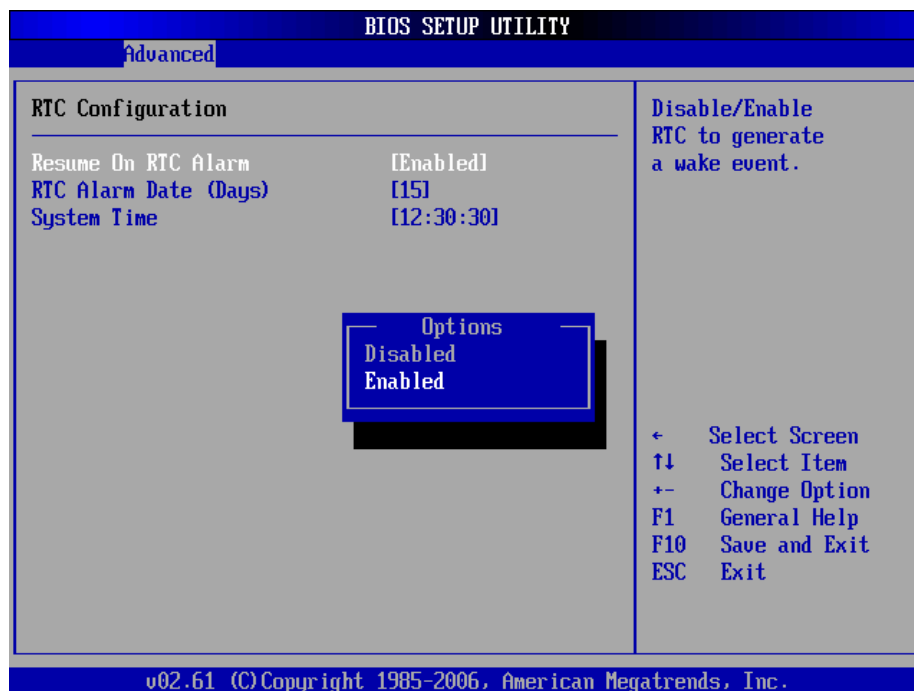 BIOS SETUP UTILITY
Advanced
RTC Configuration
Resume On RTC Alarm [Enabled]
RTC Alarm Date (Days) [15]
System Time [12:30:30]
Options
Disabled
Enabled
Disable/Enable
RTC to generate
a wake event.
← Select Screen
↑↓ Select Item
+- Change Option
F1 General Help
F10 Save and Exit
ESC Exit
v02.61 (C)Copyright 1985-2006, American Megatrends, Inc.